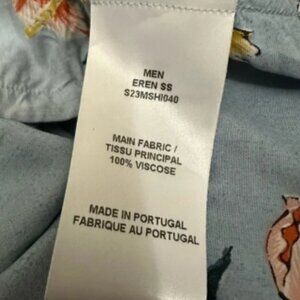 MEN
EREN SS
S23MSHI040
MAIN FABRIC /
TISSU PRINCIPAL
100% VISCOSE
MADE IN PORTUGAL
FABRIQUE AU PORTUGAL